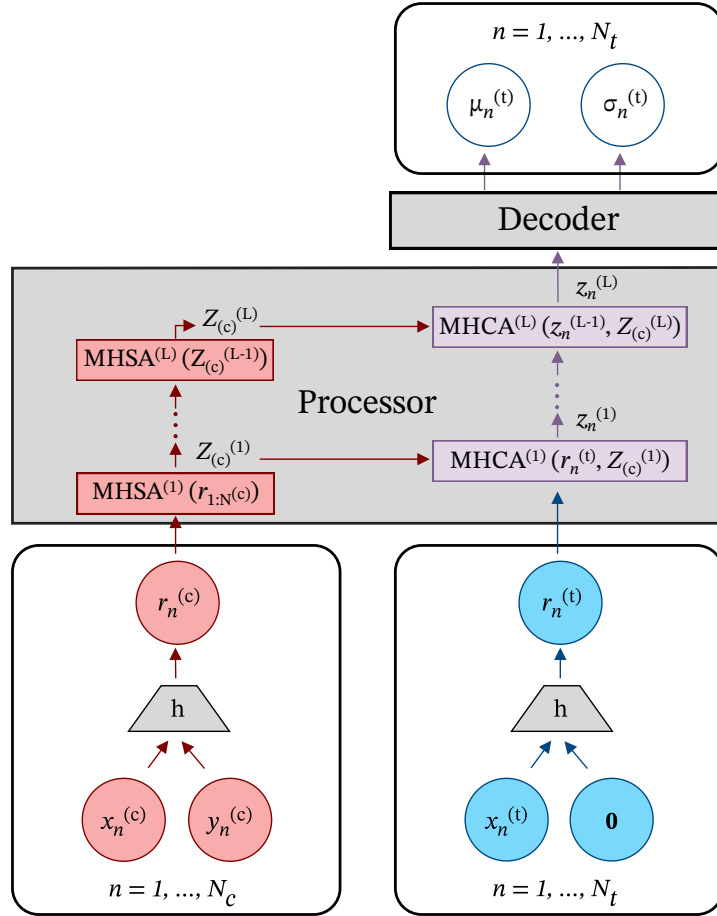 n = 1, ..., N_t
μ_n^(t) σ_n^(t)
Decoder
z_n^(L)
Z_(c)^(L)
MHCA^(L) (z_n^(L-1), Z_(c)^(L))
MHSA^(L) (Z_(c)^(L-1))
Processor
z_n^(1)
Z_(c)^(1)
MHCA^(1) (r_n^(t), Z_(c)^(1))
MHSA^(1) (r_1:N^(c))
r_n^(c) r_n^(t)
h h
x_n^(c) y_n^(c) x_n^(t) 0
n = 1, ..., N_c n = 1, ..., N_t